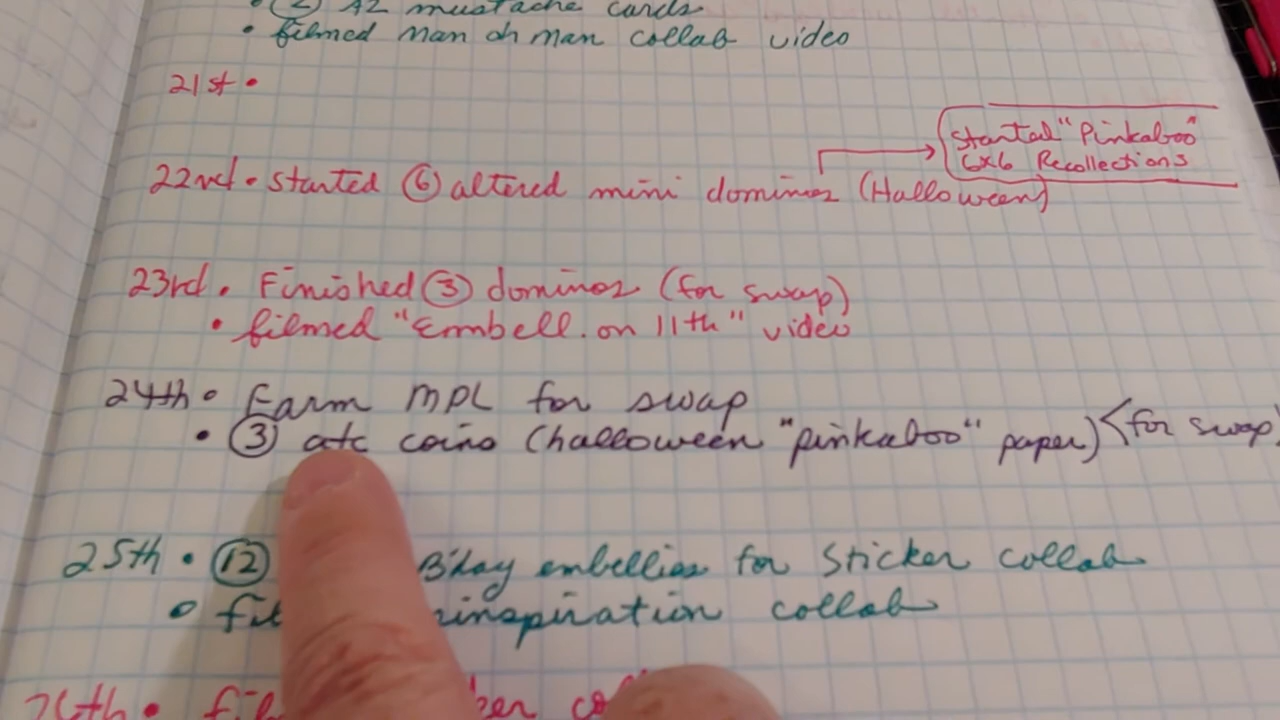 • (2) A2 mustache cards
• filmed man oh man collab video
21st •
started "Pinkaboo"
6x6 Recollections
22nd • started (6) altered mini dominos (Halloween)
23rd • Finished (3) dominos (for swap)
• filmed "Embell. on 11th" video
24th • Farm MPL for swap
• (3) atc coins (halloween "pinkaboo" paper) < for swap
25th • (12) B'day embellies for sticker collab
• inspiration collab
26th •